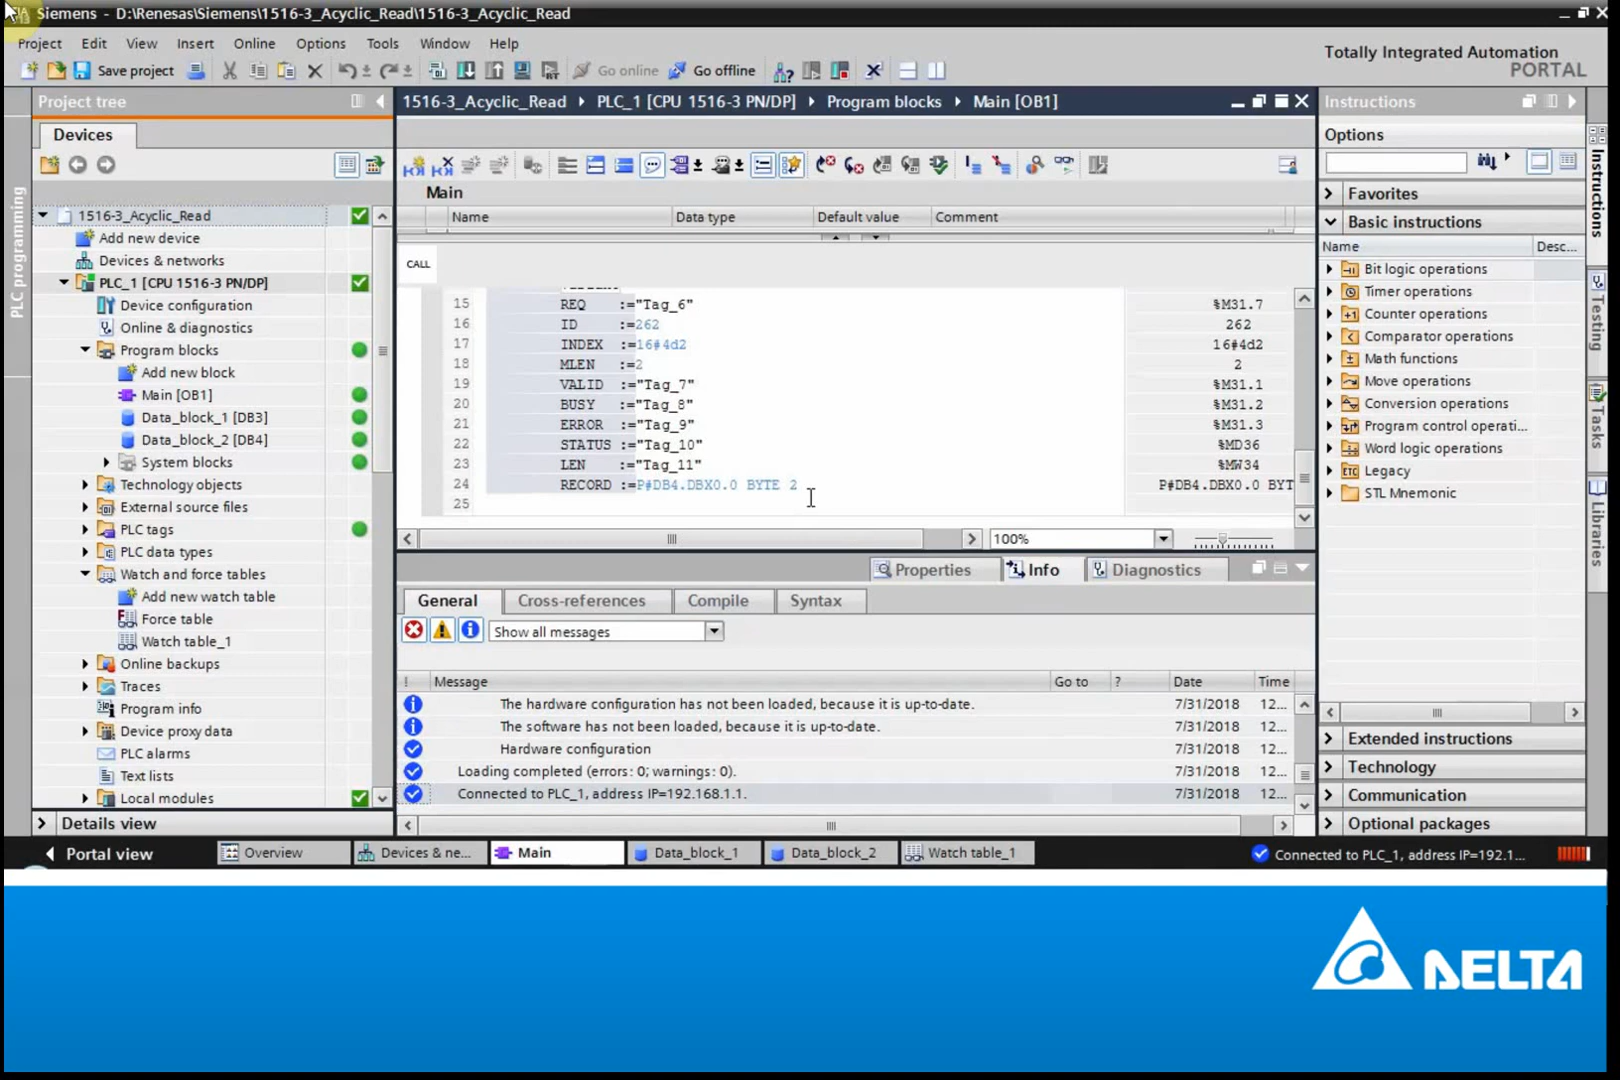 Siemens - D:\Renesas\Siemens\1516-3_Acyclic_Read\1516-3_Acyclic_Read
Project Edit View Insert Online Options Tools Window Help
Totally Integrated Automation
PORTAL
Save project
Go online
Go offline
Project tree
1516-3_Acyclic_Read PLC_1 [CPU 1516-3 PN/DP] Program blocks Main [OB1]
Instructions
Devices
Options
PLC programming
Main
Name Data type Default value Comment
CALL
1516-3_Acyclic_Read
Add new device
Devices & networks
PLC_1 [CPU 1516-3 PN/DP]
Device configuration
Online & diagnostics
Program blocks
Add new block
Main [OB1]
Data_block_1 [DB3]
Data_block_2 [DB4]
System blocks
Technology objects
External source files
PLC tags
PLC data types
Watch and force tables
Add new watch table
Force table
Watch table_1
Online backups
Traces
Program info
Device proxy data
PLC alarms
Text lists
Local modules
Details view
15 REQ :="Tag_6" %M31.7
16 ID :=262 262
17 INDEX :=16#4d2 16#4d2
18 MLEN :=2 2
19 VALID :="Tag_7" %M31.1
20 BUSY :="Tag_8" %M31.2
21 ERROR :="Tag_9" %M31.3
22 STATUS :="Tag_10" %MD36
23 LEN :="Tag_11" %MW34
24 RECORD :=P#DB4.DBX0.0 BYTE 2 P#DB4.DBX0.0 BYT
25
100%
Properties Info Diagnostics
General Cross-references Compile Syntax
Show all messages
! Message Go to ? Date Time
The hardware configuration has not been loaded, because it is up-to-date. 7/31/2018 12...
The software has not been loaded, because it is up-to-date. 7/31/2018 12...
Hardware configuration 7/31/2018 12...
Loading completed (errors: 0; warnings: 0). 7/31/2018 12...
Connected to PLC_1, address IP=192.168.1.1. 7/31/2018 12...
Favorites
Basic instructions
Name Desc...
Bit logic operations
Timer operations
Counter operations
Comparator operations
Math functions
Move operations
Conversion operations
Program control operati...
Word logic operations
Legacy
STL Mnemonic
Extended instructions
Technology
Communication
Optional packages
Instructions
Testing
Tasks
Libraries
Portal view Overview Devices & ne... Main Data_block_1 Data_block_2 Watch table_1 Connected to PLC_1, address IP=192.1...
DELTA